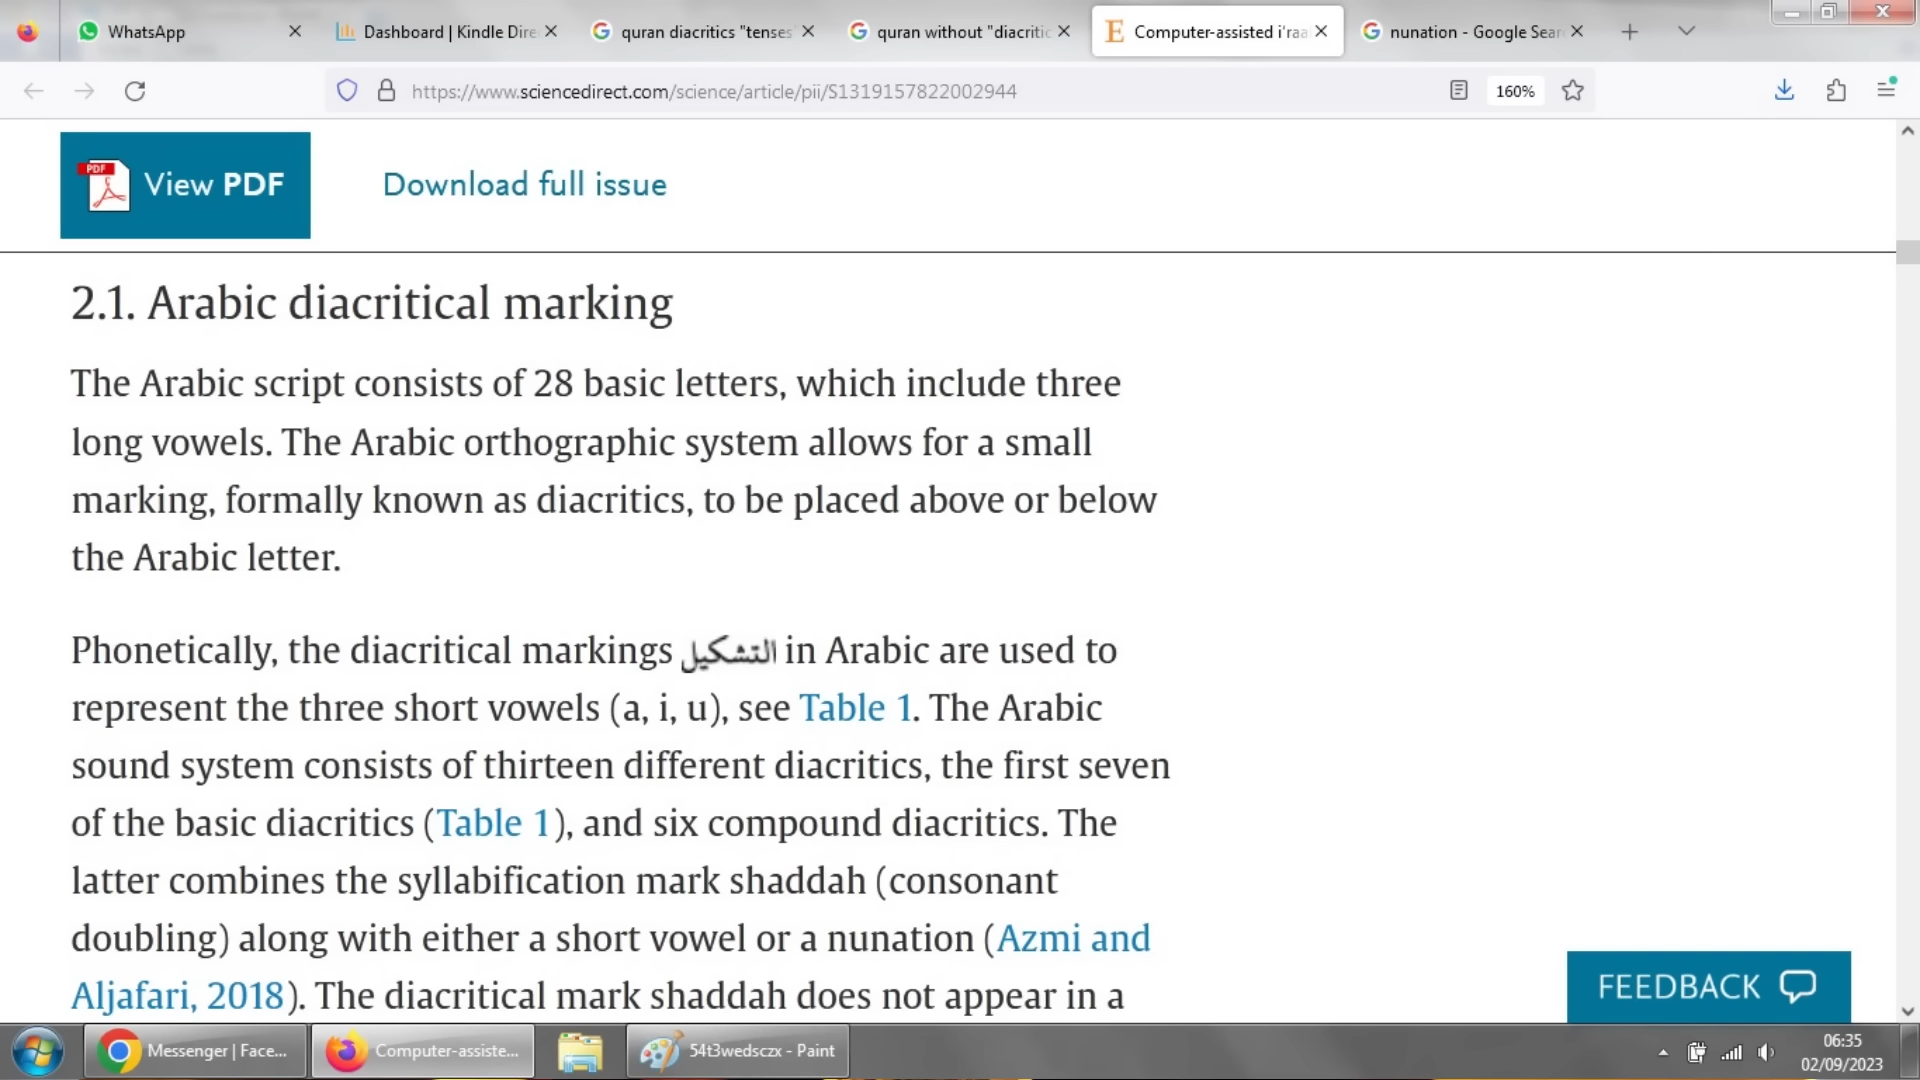 WhatsApp
Dashboard | Kindle Dire
quran diacritics "tenses"
quran without "diacritic
Computer-assisted i'raa
nunation - Google Sear
https://www.sciencedirect.com/science/article/pii/S1319157822002944
160%
PDF
View PDF
Download full issue
2.1. Arabic diacritical marking
The Arabic script consists of 28 basic letters, which include three
long vowels. The Arabic orthographic system allows for a small
marking, formally known as diacritics, to be placed above or below
the Arabic letter.
Phonetically, the diacritical markings التشكيل in Arabic are used to
represent the three short vowels (a, i, u), see Table 1. The Arabic
sound system consists of thirteen different diacritics, the first seven
of the basic diacritics (Table 1), and six compound diacritics. The
latter combines the syllabification mark shaddah (consonant
doubling) along with either a short vowel or a nunation (Azmi and
Aljafari, 2018). The diacritical mark shaddah does not appear in a
FEEDBACK
Messenger | Face...
Computer-assiste...
54t3wedsczx - Paint
06:35
02/09/2023